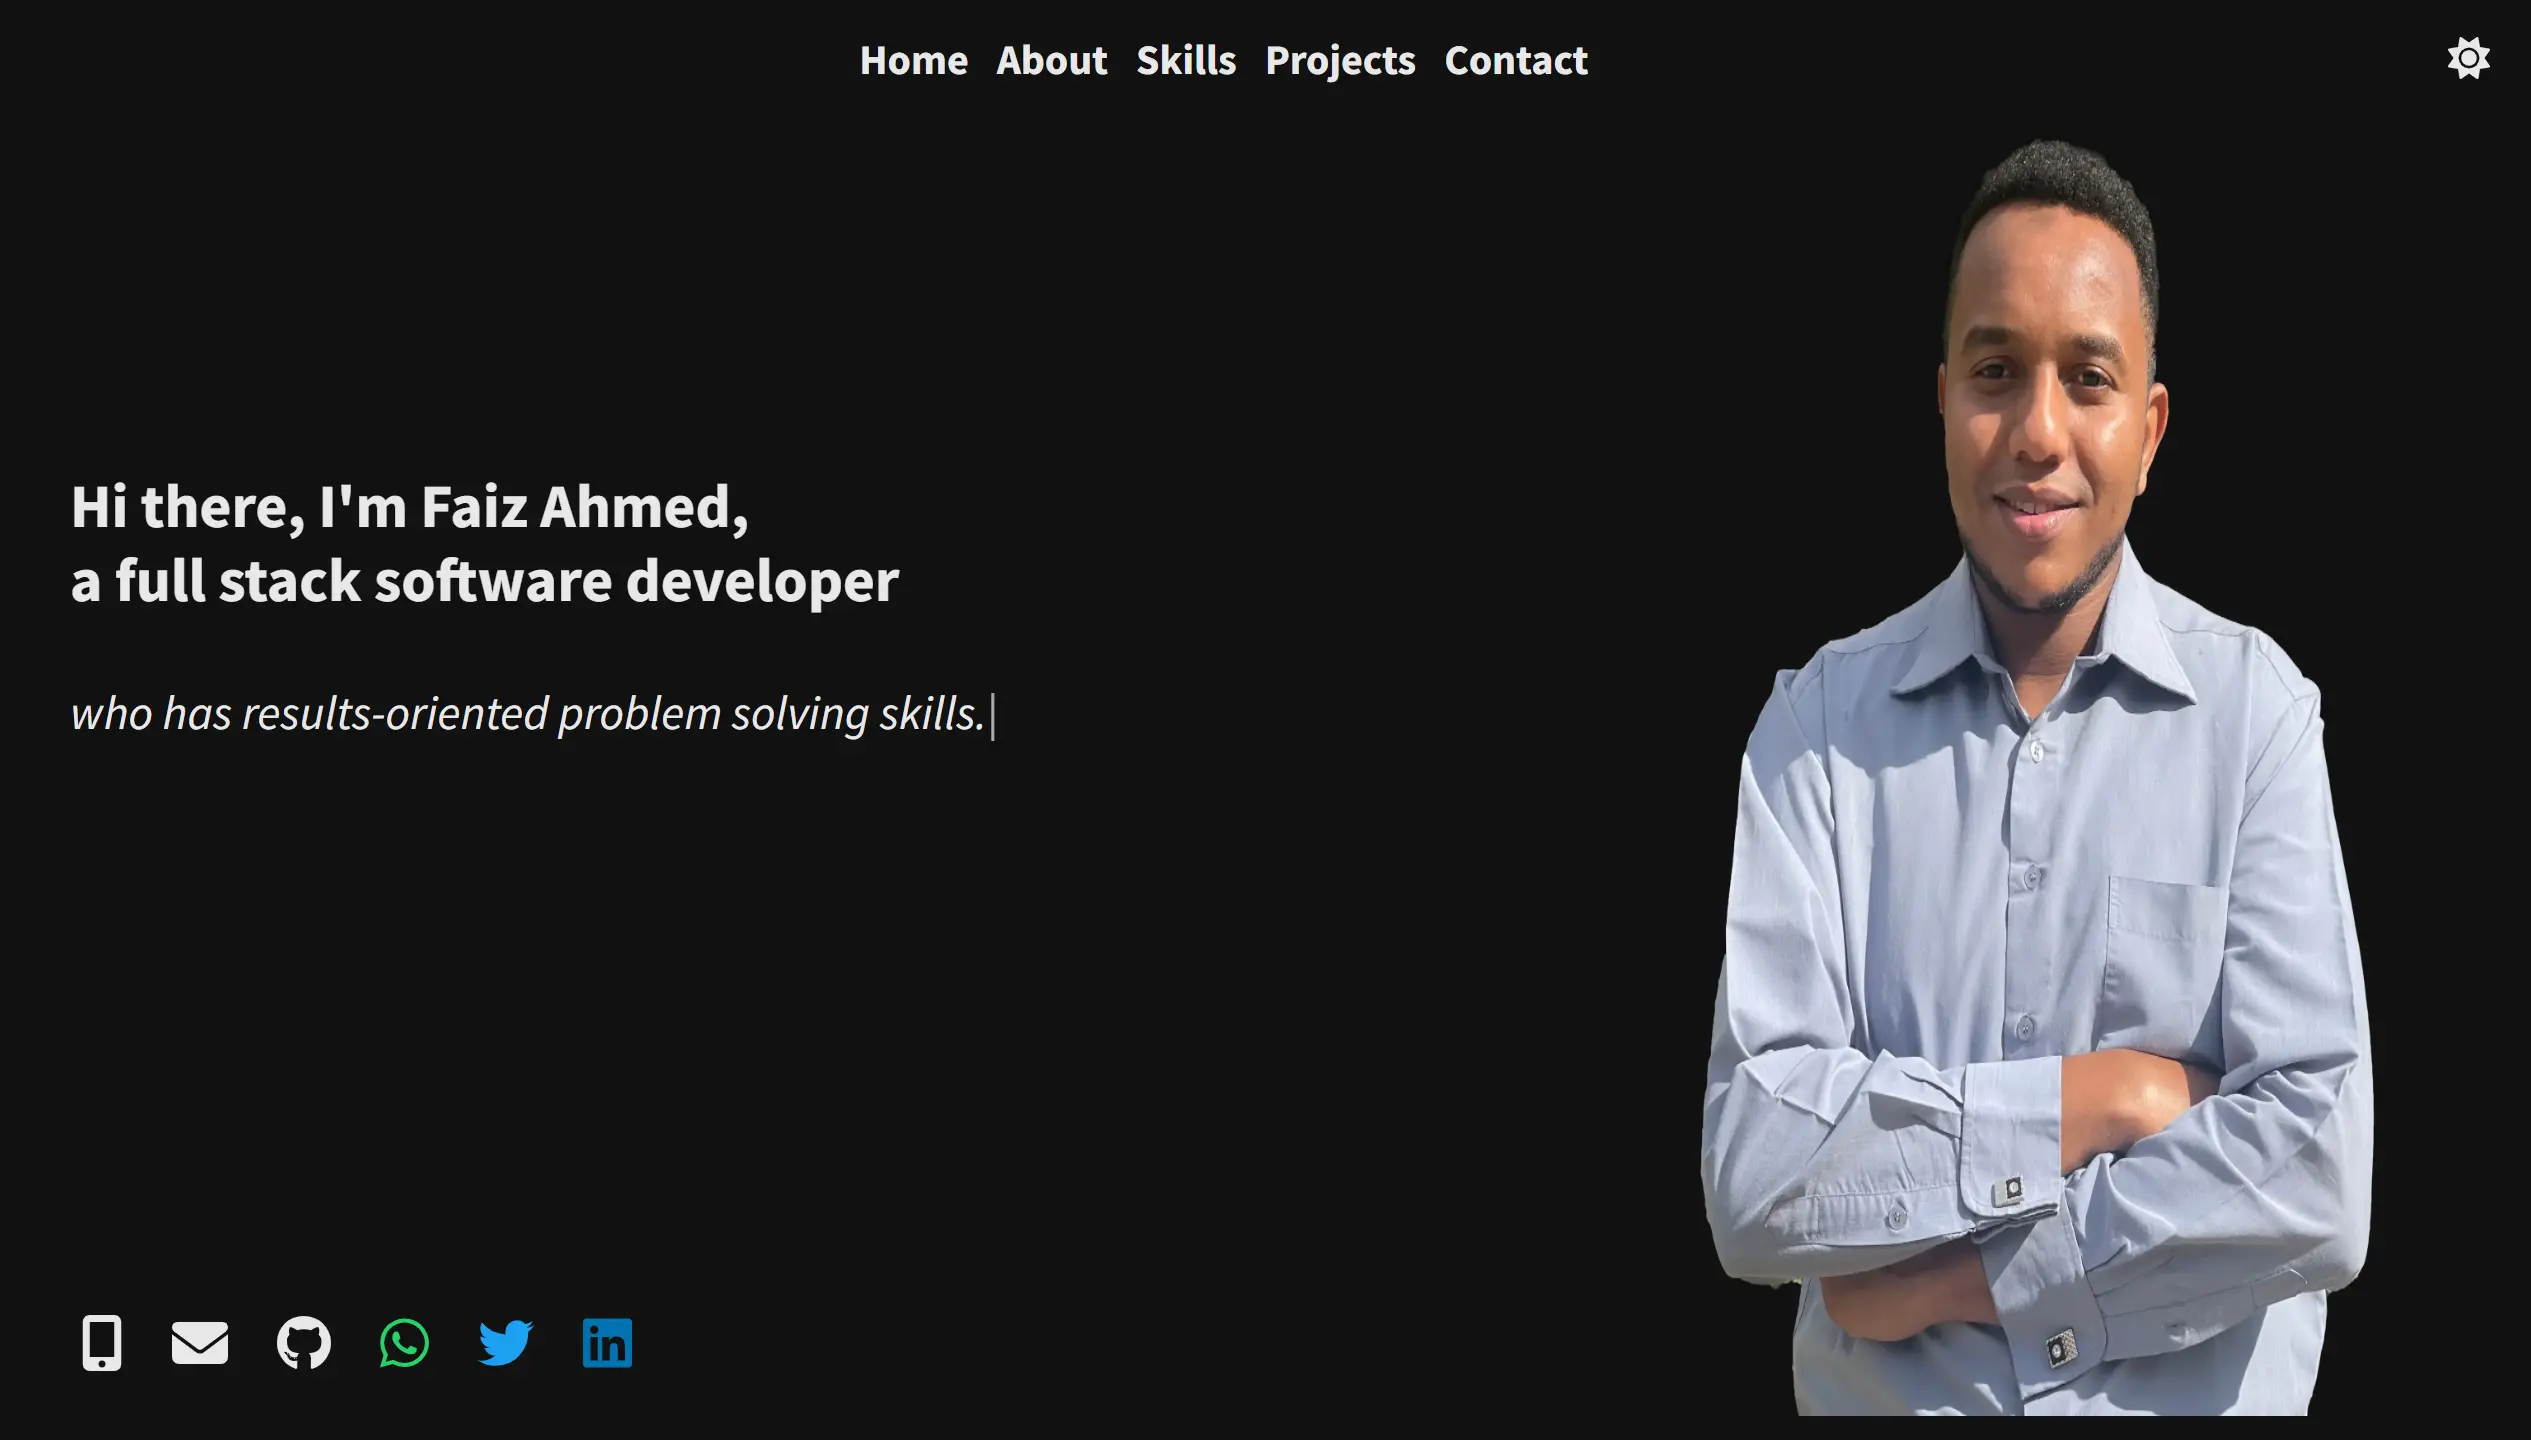 Home About Skills Projects Contact
Hi there, I'm Faiz Ahmed,
a full stack software developer
who has results-oriented problem solving skills.
in